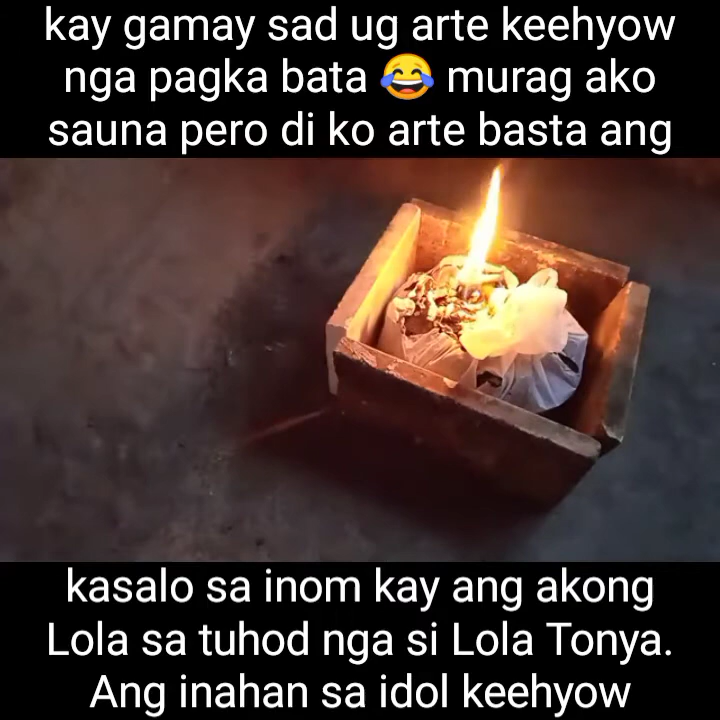 kay gamay sad ug arte keehyow
nga pagka bata 😂 murag ako
sauna pero di ko arte basta ang
kasalo sa inom kay ang akong
Lola sa tuhod nga si Lola Tonya.
Ang inahan sa idol keehyow